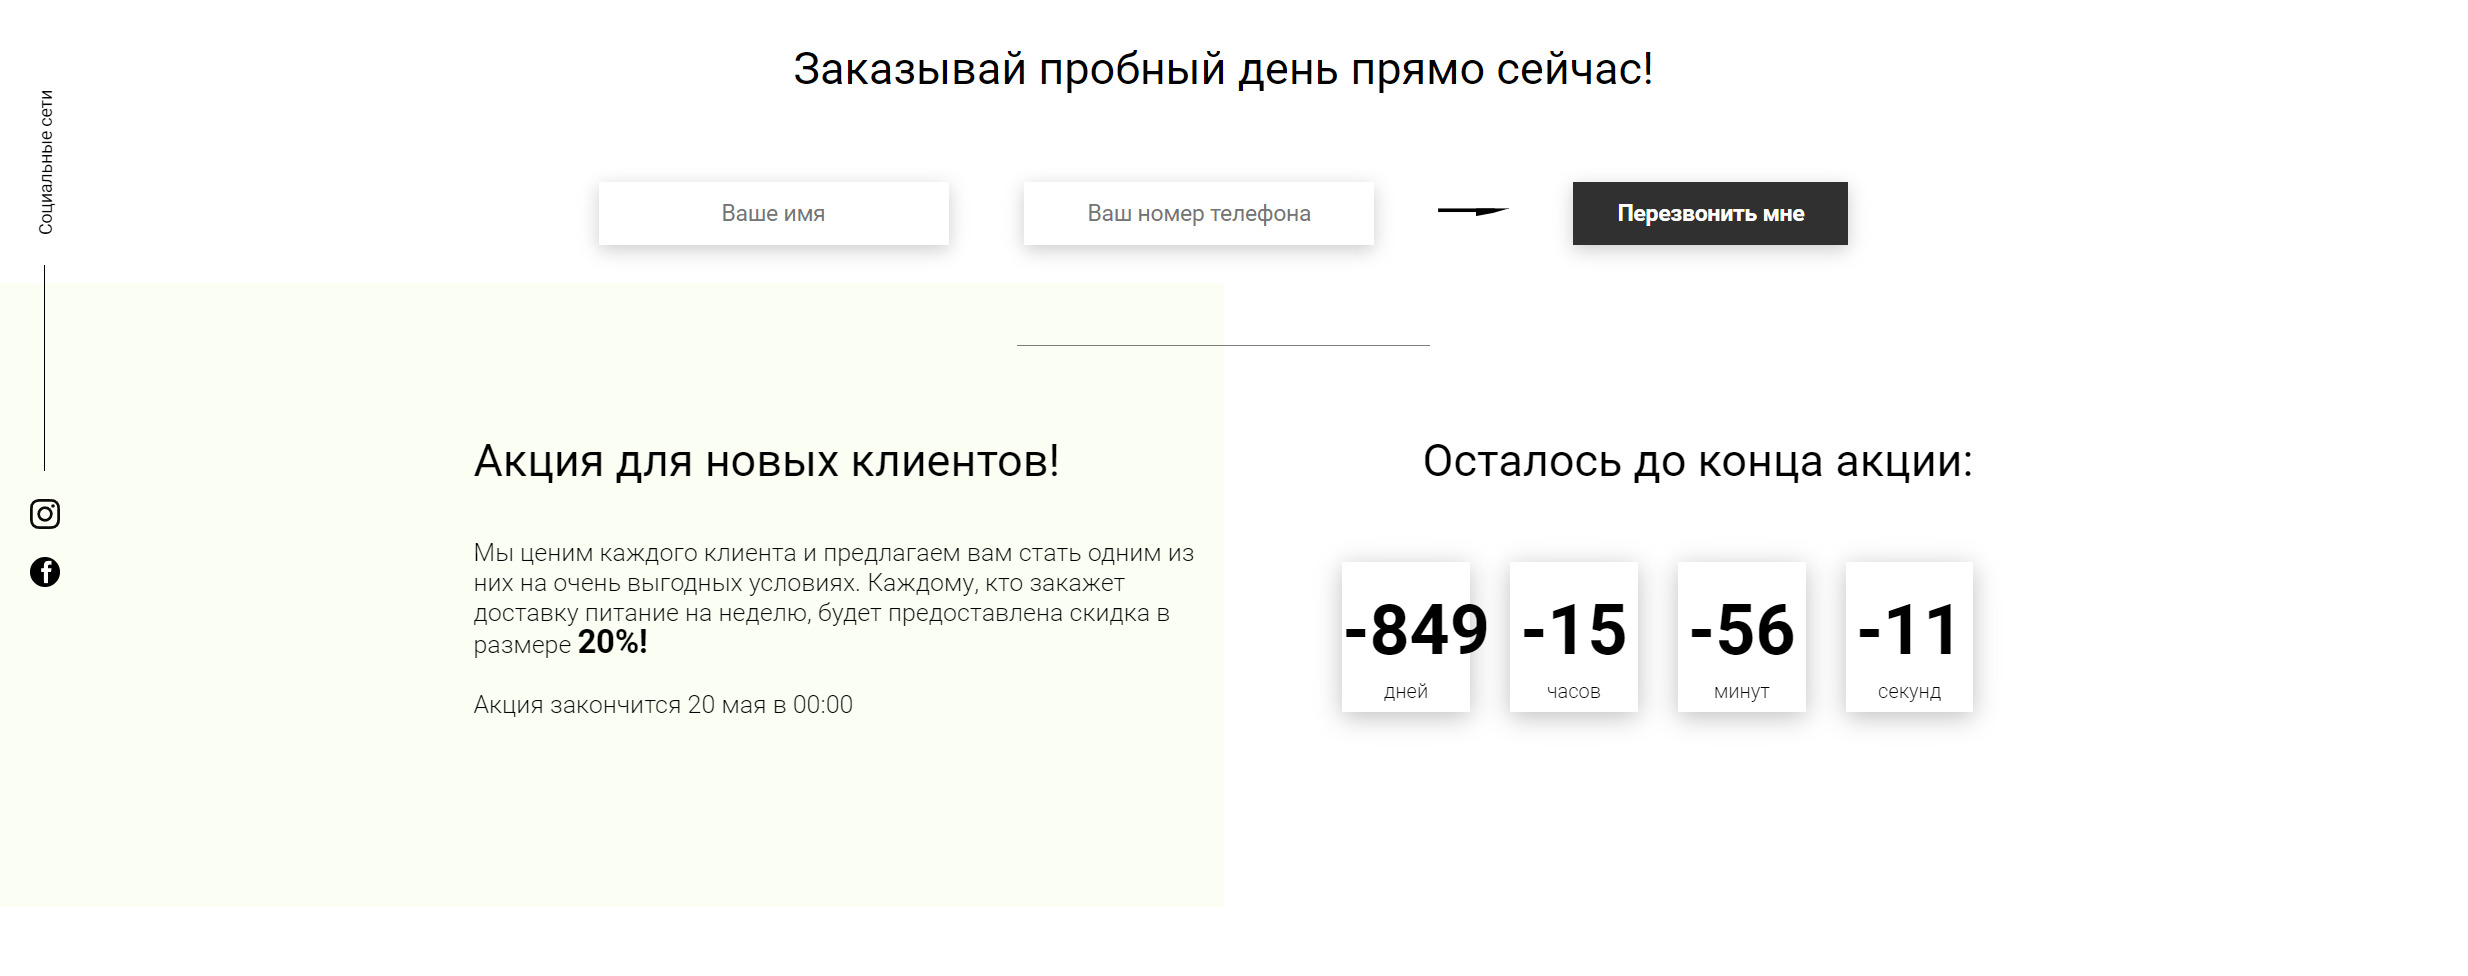 Заказывай пробный день прямо сейчас!
Социальные сети
Ваше имя
Ваш номер телефона
Перезвонить мне
Акция для новых клиентов!
Мы ценим каждого клиента и предлагаем вам стать одним из
них на очень выгодных условиях. Каждому, кто закажет
доставку питание на неделю, будет предоставлена скидка в
размере 20%!
Акция закончится 20 мая в 00:00
Осталось до конца акции:
-849 -15 -56 -11
дней часов минут секунд